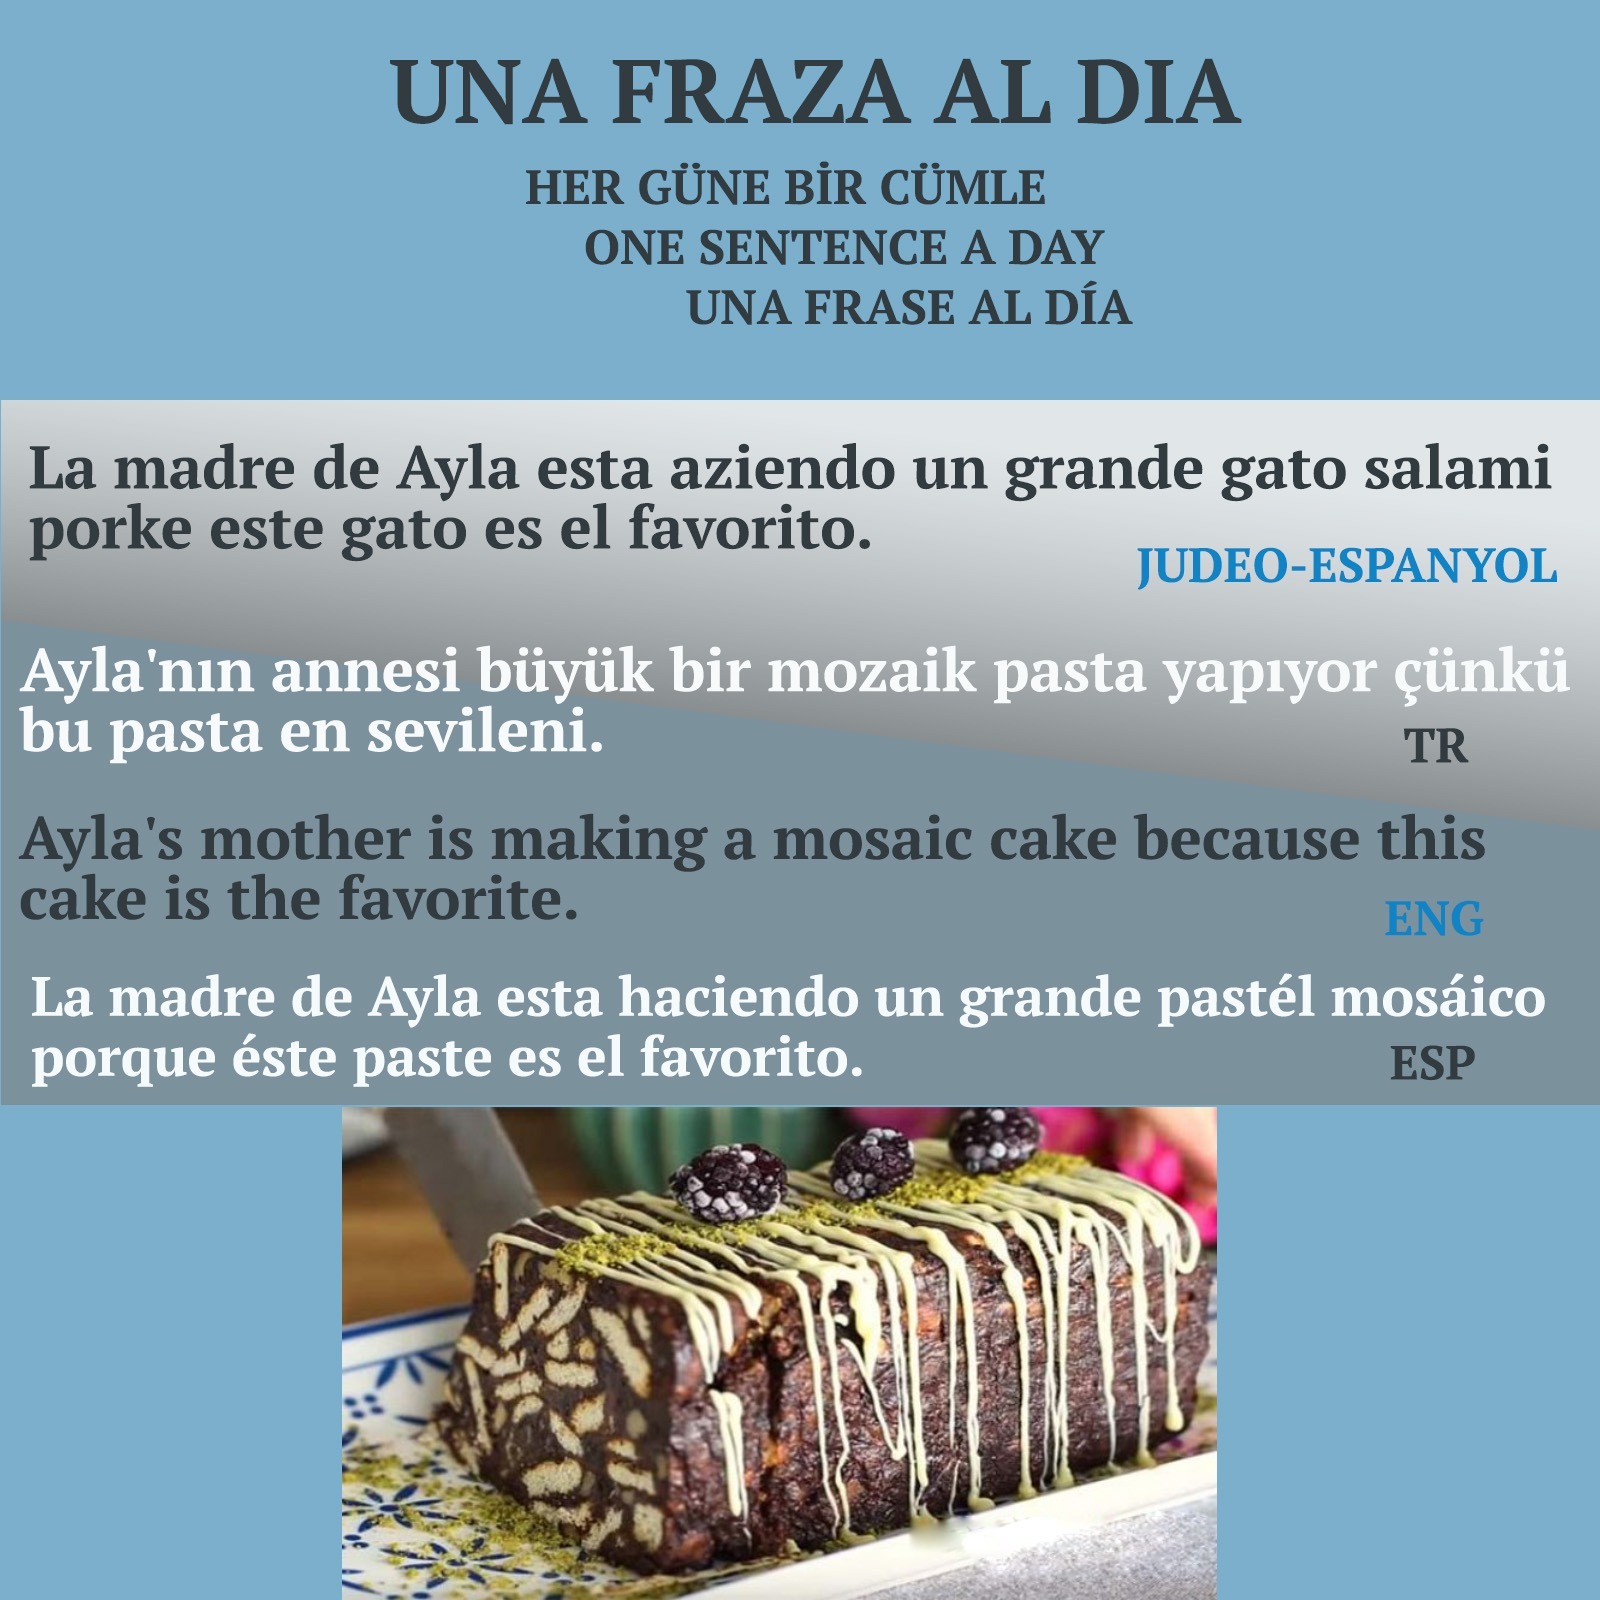 UNA FRAZA AL DIA
HER GÜNE BİR CÜMLE
ONE SENTENCE A DAY
UNA FRASE AL DÍA
La madre de Ayla esta aziendo un grande gato salami
porke este gato es el favorito.
JUDEO-ESPANYOL
Ayla'nın annesi büyük bir mozaik pasta yapıyor çünkü
bu pasta en sevileni.
TR
Ayla's mother is making a mosaic cake because this
cake is the favorite.
ENG
La madre de Ayla esta haciendo un grande pastél mosáico
porque éste paste es el favorito.
ESP